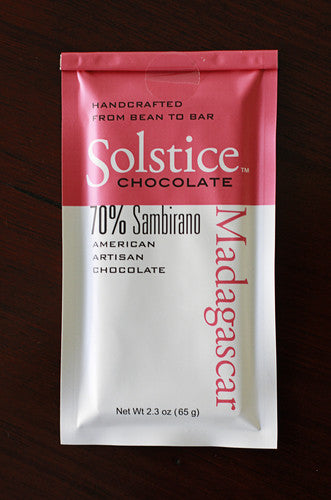 HANDCRAFTED
FROM BEAN TO BAR
Solstice™
CHOCOLATE
70% Sambirano
AMERICAN
ARTISAN
CHOCOLATE
Madagascar
Net Wt 2.3 oz (65 g)